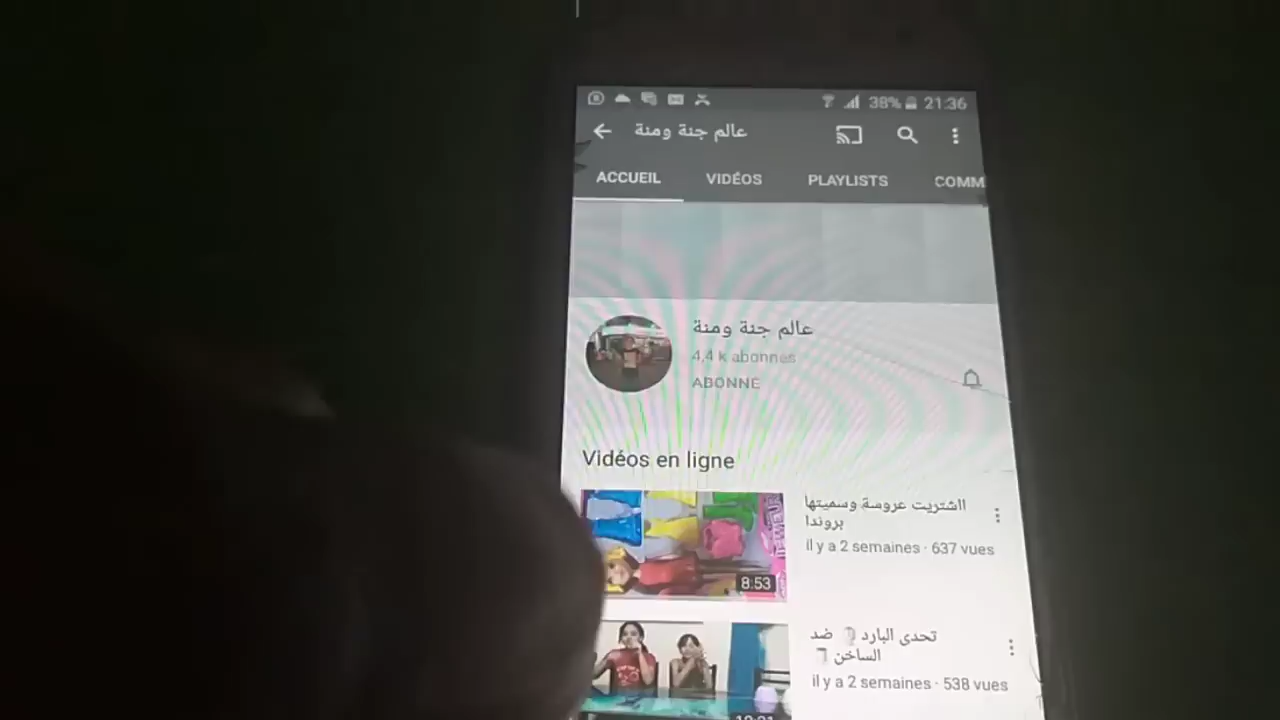 38% 21:36
عالم جنة ومنة
ACCUEIL VIDÉOS PLAYLISTS COMM
عالم جنة ومنة
4,4 k abonnés
ABONNÉ
Vidéos en ligne
ااشتريت عروسة وسميتها
بروندا
il y a 2 semaines · 637 vues
8:53
تحدى البارد ضد
الساخن
il y a 2 semaines · 538 vues